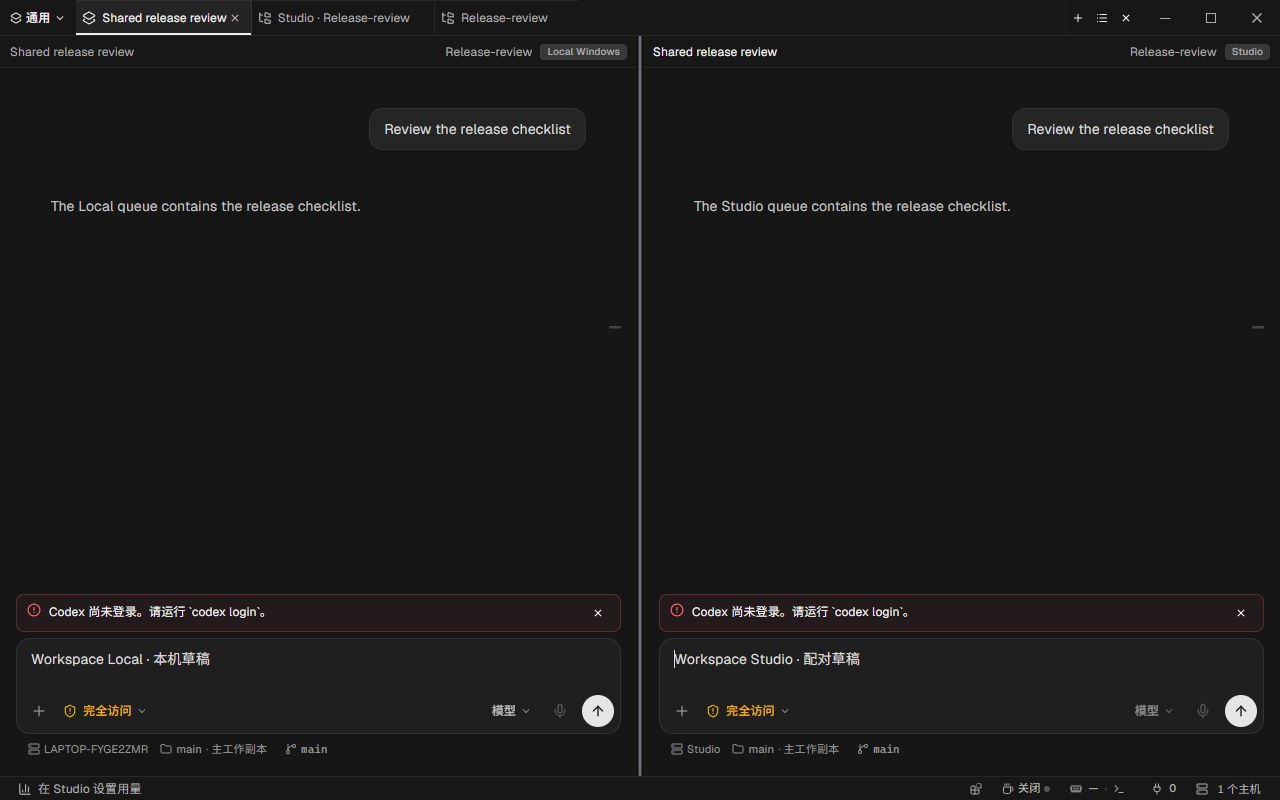 通用
Shared release review
Studio · Release-review
Release-review
Shared release review
Release-review
Local Windows
Shared release review
Release-review
Studio
Review the release checklist
Review the release checklist
The Local queue contains the release checklist.
The Studio queue contains the release checklist.
Codex 尚未登录。请运行 `codex login`。
Codex 尚未登录。请运行 `codex login`。
Workspace Local · 本机草稿
Workspace Studio · 配对草稿
完全访问
模型
完全访问
模型
LAPTOP-FYGE2ZMR
main · 主工作副本
main
Studio
main · 主工作副本
main
在 Studio 设置用量
关闭
0
1 个主机